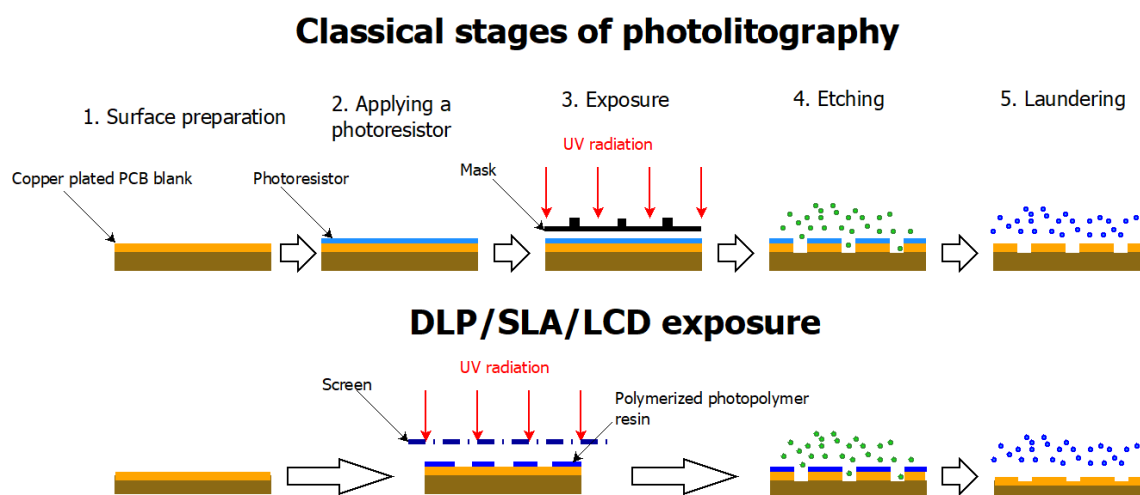 Classical stages of photolitography
1. Surface preparation
2. Applying a
photoresistor
3. Exposure
4. Etching
5. Laundering
UV radiation
Mask
Copper plated PCB blank
Photoresistor
DLP/SLA/LCD exposure
UV radiation
Screen
Polymerized photopolymer
resin